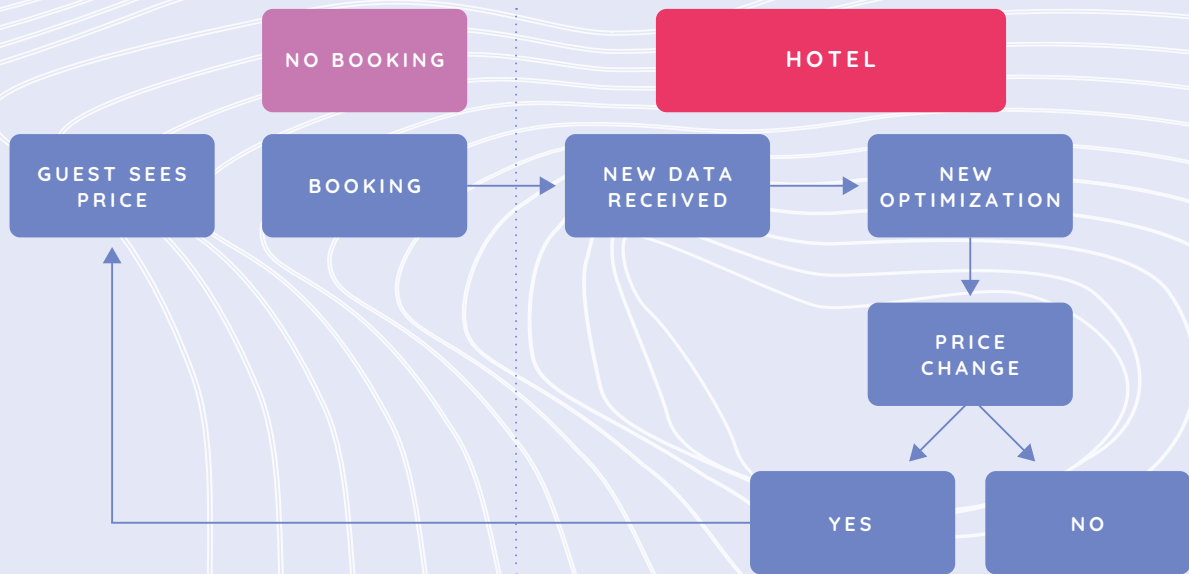 NO BOOKING
HOTEL
GUEST SEES
PRICE
BOOKING
NEW DATA
RECEIVED
NEW
OPTIMIZATION
PRICE
CHANGE
YES
NO